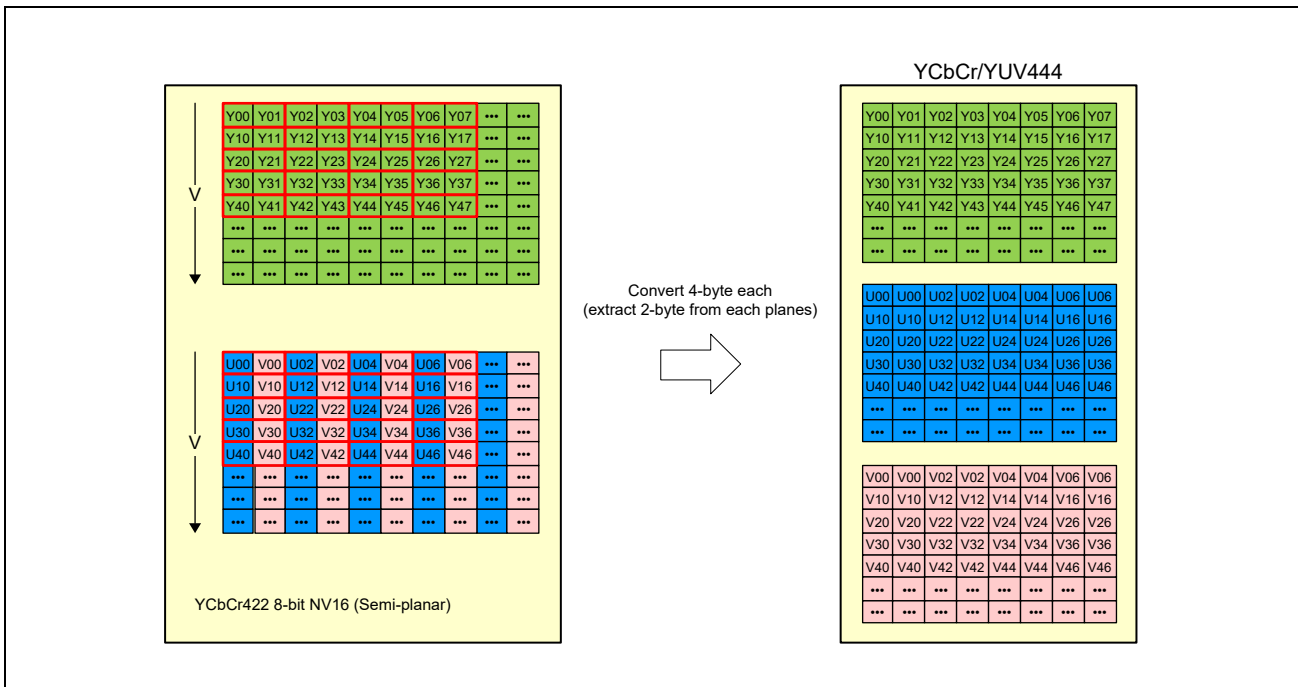 YCbCr/YUV444
V
Y00 Y01 Y02 Y03 Y04 Y05 Y06 Y07 ••• •••
Y10 Y11 Y12 Y13 Y14 Y15 Y16 Y17 ••• •••
Y20 Y21 Y22 Y23 Y24 Y25 Y26 Y27 ••• •••
Y30 Y31 Y32 Y33 Y34 Y35 Y36 Y37 ••• •••
Y40 Y41 Y42 Y43 Y44 Y45 Y46 Y47 ••• •••
••• ••• ••• ••• ••• ••• ••• ••• ••• •••
••• ••• ••• ••• ••• ••• ••• ••• ••• •••
••• ••• ••• ••• ••• ••• ••• ••• ••• •••
V
U00 V00 U02 V02 U04 V04 U06 V06 ••• •••
U10 V10 U12 V12 U14 V14 U16 V16 ••• •••
U20 V20 U22 V22 U24 V24 U26 V26 ••• •••
U30 V30 U32 V32 U34 V34 U36 V36 ••• •••
U40 V40 U42 V42 U44 V44 U46 V46 ••• •••
••• ••• ••• ••• ••• ••• ••• ••• ••• •••
••• ••• ••• ••• ••• ••• ••• ••• ••• •••
••• ••• ••• ••• ••• ••• ••• ••• ••• •••
YCbCr422 8-bit NV16 (Semi-planar)
Convert 4-byte each
(extract 2-byte from each planes)
Y00 Y01 Y02 Y03 Y04 Y05 Y06 Y07
Y10 Y11 Y12 Y13 Y14 Y15 Y16 Y17
Y20 Y21 Y22 Y23 Y24 Y25 Y26 Y27
Y30 Y31 Y32 Y33 Y34 Y35 Y36 Y37
Y40 Y41 Y42 Y43 Y44 Y45 Y46 Y47
••• ••• ••• ••• ••• ••• ••• •••
••• ••• ••• ••• ••• ••• ••• •••
U00 U00 U02 U02 U04 U04 U06 U06
U10 U10 U12 U12 U14 U14 U16 U16
U20 U20 U22 U22 U24 U24 U26 U26
U30 U30 U32 U32 U34 U34 U36 U36
U40 U40 U42 U42 U44 U44 U46 U46
••• ••• ••• ••• ••• ••• ••• •••
••• ••• ••• ••• ••• ••• ••• •••
V00 V00 V02 V02 V04 V04 V06 V06
V10 V10 V12 V12 V14 V14 V16 V16
V20 V20 V22 V22 V24 V24 V26 V26
V30 V30 V32 V32 V34 V34 V36 V36
V40 V40 V42 V42 V44 V44 V46 V46
••• ••• ••• ••• ••• ••• ••• •••
••• ••• ••• ••• ••• ••• ••• •••